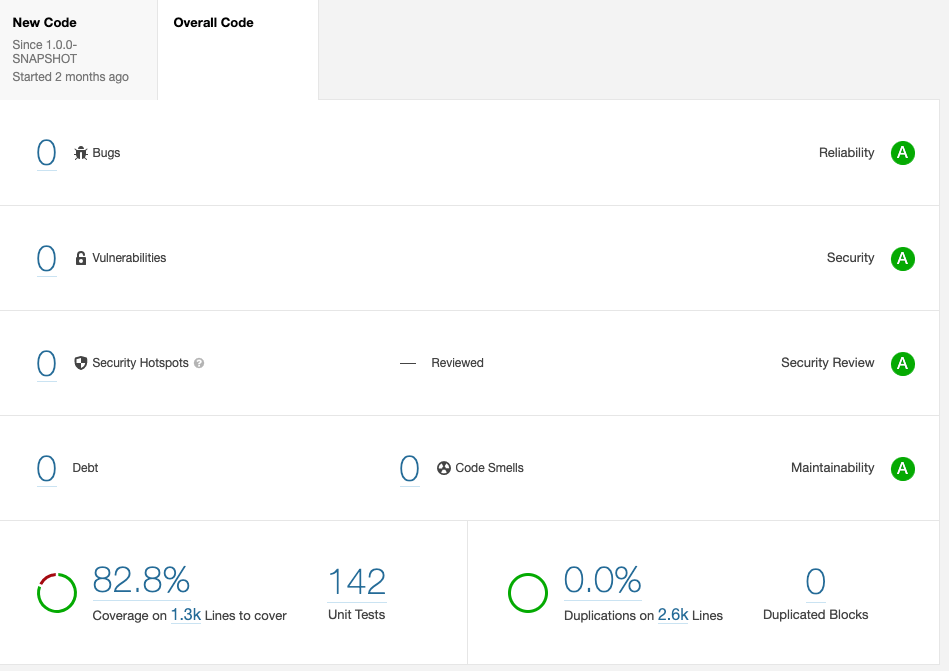 New Code
Since 1.0.0-
SNAPSHOT
Started 2 months ago
Overall Code
0 Bugs Reliability A
0 Vulnerabilities Security A
0 Security Hotspots ? — Reviewed Security Review A
0 Debt 0 Code Smells Maintainability A
82.8%
Coverage on 1.3k Lines to cover
142
Unit Tests
0.0%
Duplications on 2.6k Lines
0
Duplicated Blocks